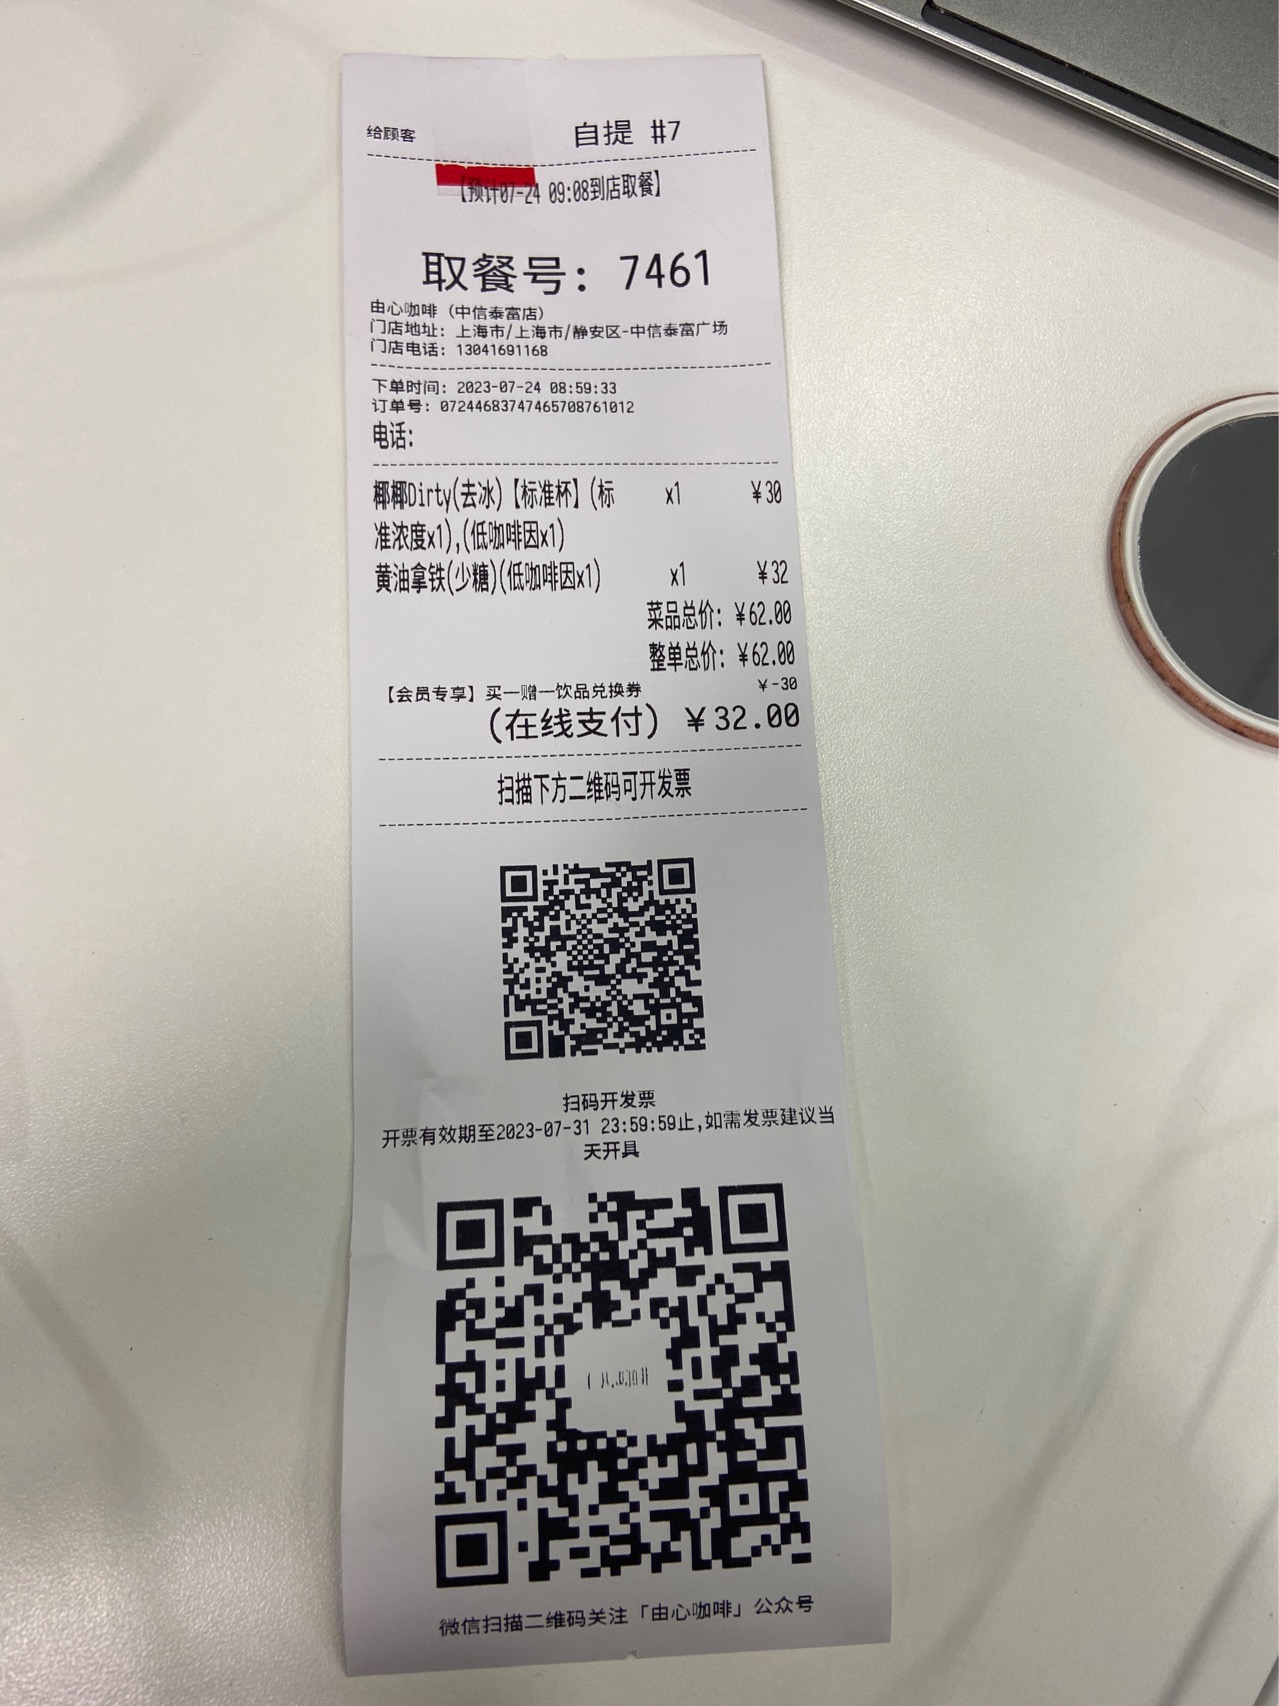 给顾客 自提 #7
【预计07-24 09:08到店取餐】
取餐号: 7461
由心咖啡 (中信泰富店)
门店地址: 上海市/上海市/静安区-中信泰富广场
门店电话: 13041691168
下单时间: 2023-07-24 08:59:33
订单号: 07244683747465708761012
电话:
椰椰Dirty(去冰)【标准杯】(标 x1 ¥30
准浓度x1),(低咖啡因x1)
黄油拿铁(少糖)(低咖啡因x1) x1 ¥32
菜品总价: ¥62.00
整单总价: ¥62.00
【会员专享】买一赠一饮品兑换券 ¥-30
(在线支付) ¥32.00
扫描下方二维码可开发票
扫码开发票
开票有效期至2023-07-31 23:59:59止,如需发票建议当
天开具
微信扫描二维码关注「由心咖啡」公众号